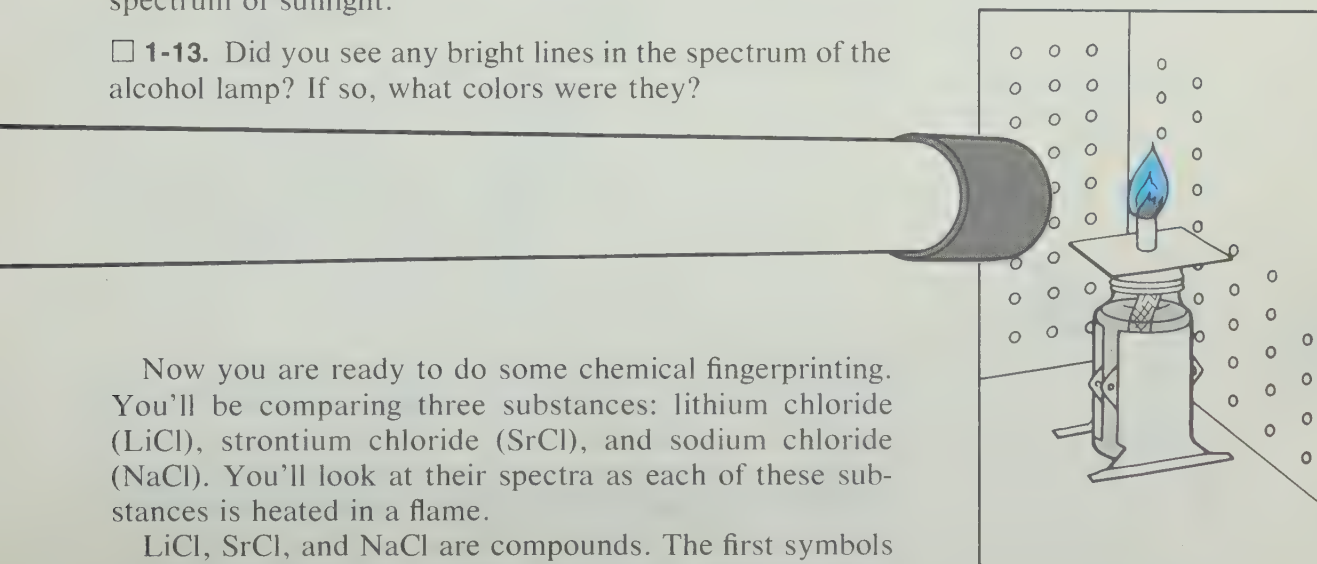 spectrum of sunlight.
☐ 1-13. Did you see any bright lines in the spectrum of the
alcohol lamp? If so, what colors were they?
Now you are ready to do some chemical fingerprinting.
You'll be comparing three substances: lithium chloride
(LiCl), strontium chloride (SrCl), and sodium chloride
(NaCl). You'll look at their spectra as each of these sub-
stances is heated in a flame.
LiCl, SrCl, and NaCl are compounds. The first symbols